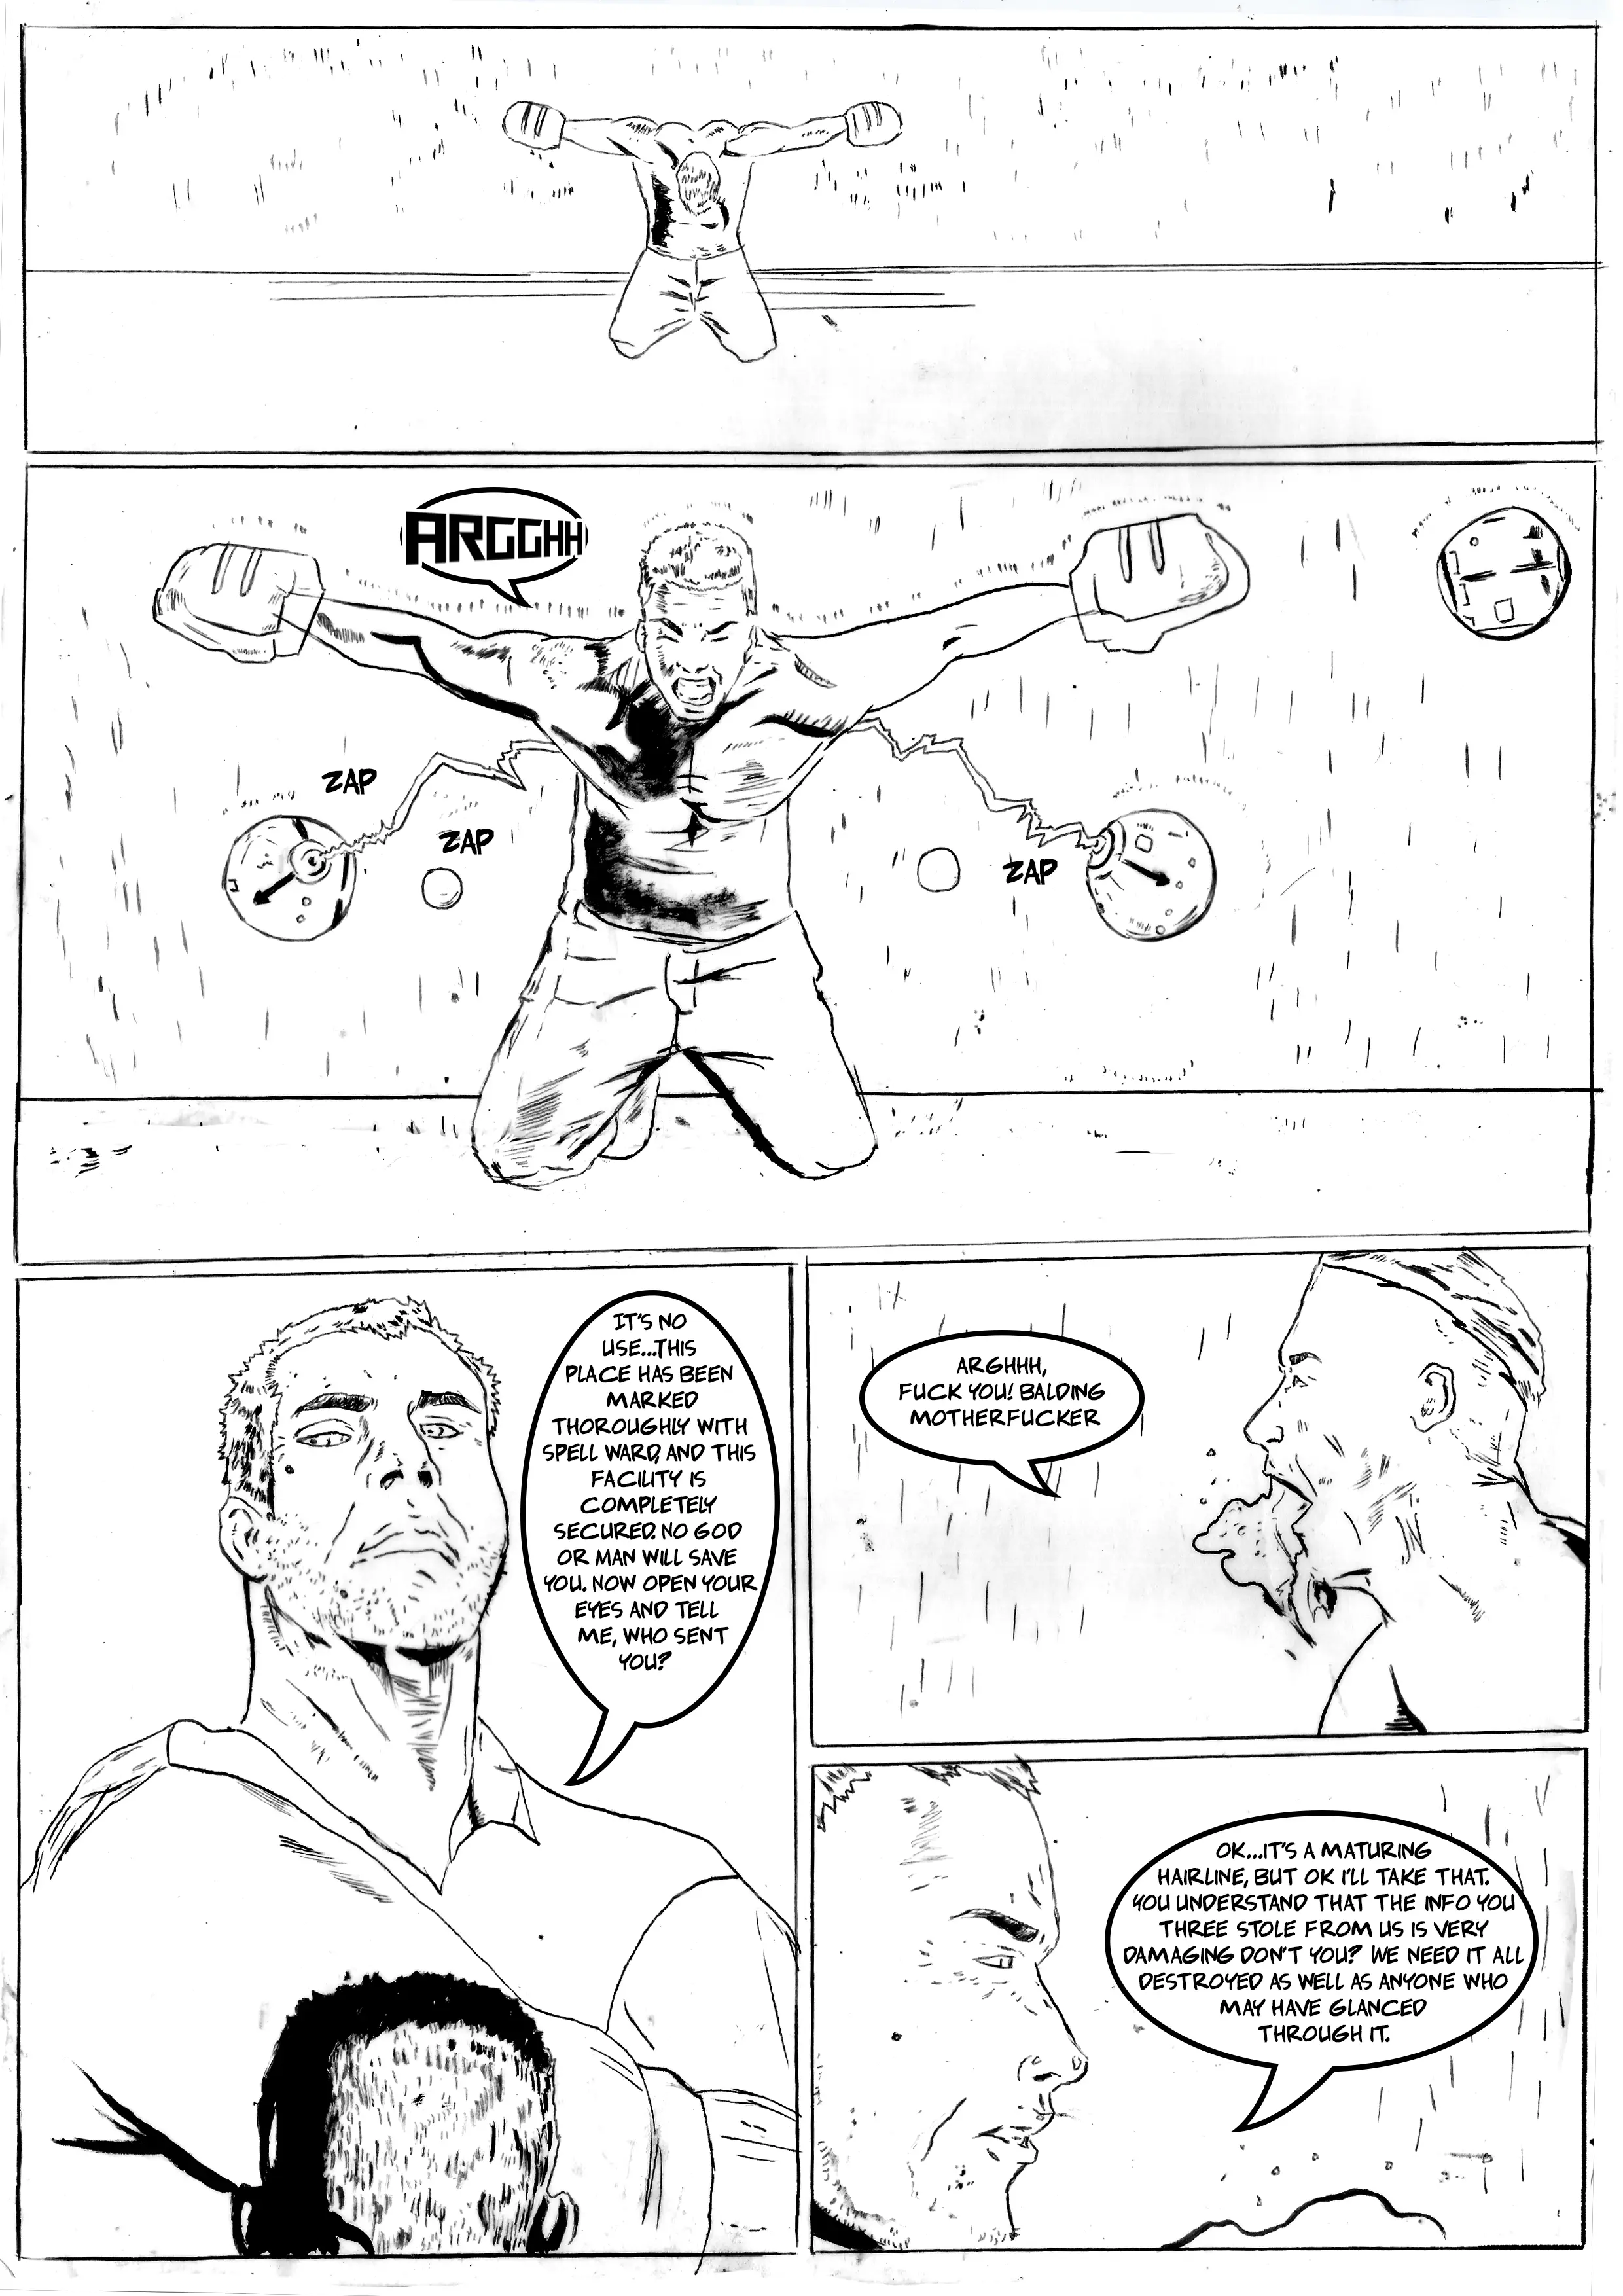 ARGGHH
ZAP
ZAP
ZAP
IT'S NO
USE...THIS
PLACE HAS BEEN
MARKED
THOROUGHLY WITH
SPELL WARD, AND THIS
FACILITY IS
COMPLETELY
SECURED. NO GOD
OR MAN WILL SAVE
YOU. NOW OPEN YOUR
EYES AND TELL
ME, WHO SENT
YOU?
ARGHHH,
FUCK YOU! BALDING
MOTHERFUCKER
OK...IT'S A MATURING
HAIRLINE, BUT OK I'LL TAKE THAT.
YOU UNDERSTAND THAT THE INFO YOU
THREE STOLE FROM US IS VERY
DAMAGING DON'T YOU? WE NEED IT ALL
DESTROYED AS WELL AS ANYONE WHO
MAY HAVE GLANCED
THROUGH IT.